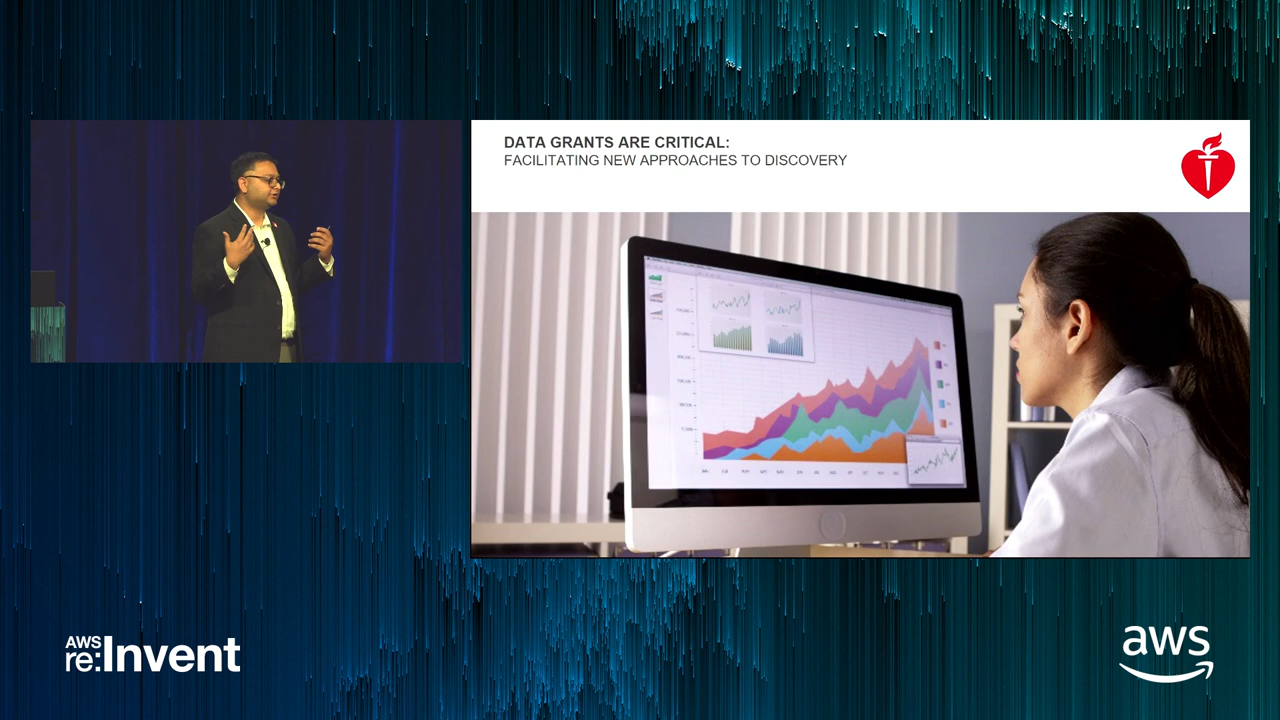 DATA GRANTS ARE CRITICAL:
FACILITATING NEW APPROACHES TO DISCOVERY
AWS
re:Invent
aws